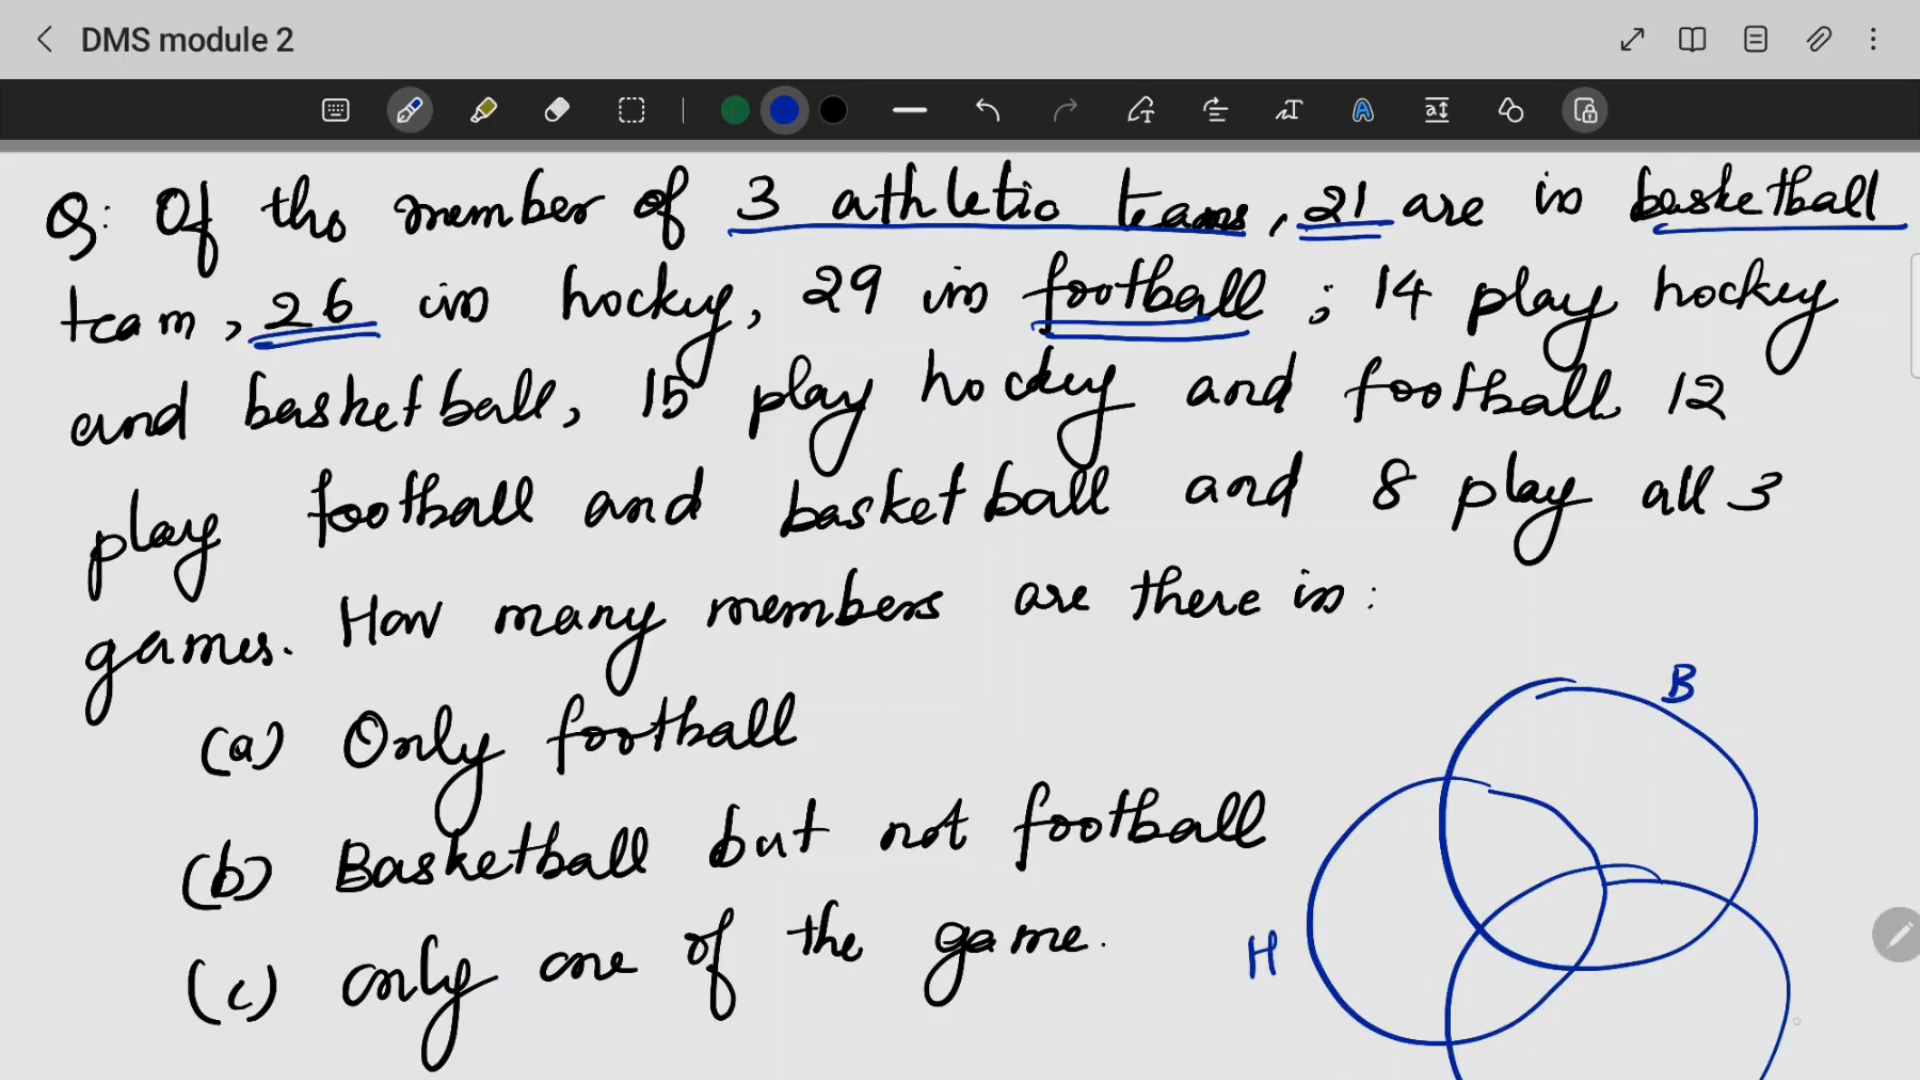 DMS module 2
Q: Of the member of 3 athletic teams, 21 are in basketball
team, 26 in hockey, 29 in football ; 14 play hockey
and basketball, 15 play hockey and football 12
play football and basketball and 8 play all 3
games. How many members are there in :
(a) Only football
(b) Basketball but not football
(c) only one of the game.
B
H